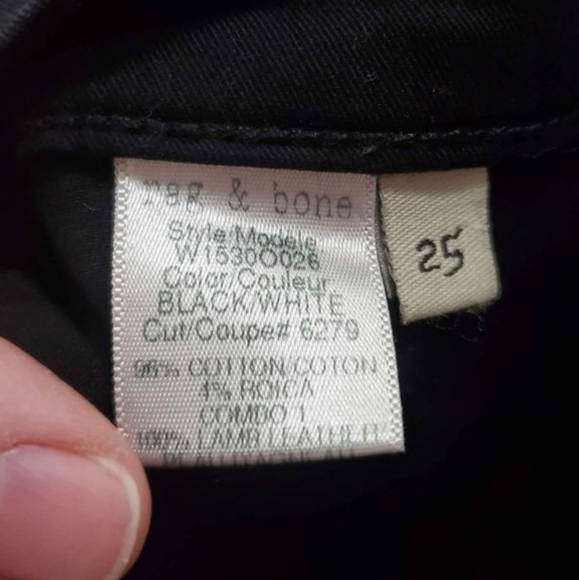 rag & bone
Style/Modele
W1530O026
Color/Couleur
BLACK/WHITE
Cut/Coupe# 6279
96% COTTON/COTON
4% ROICA
COMBO 1
100% LAMB LEATHER
25